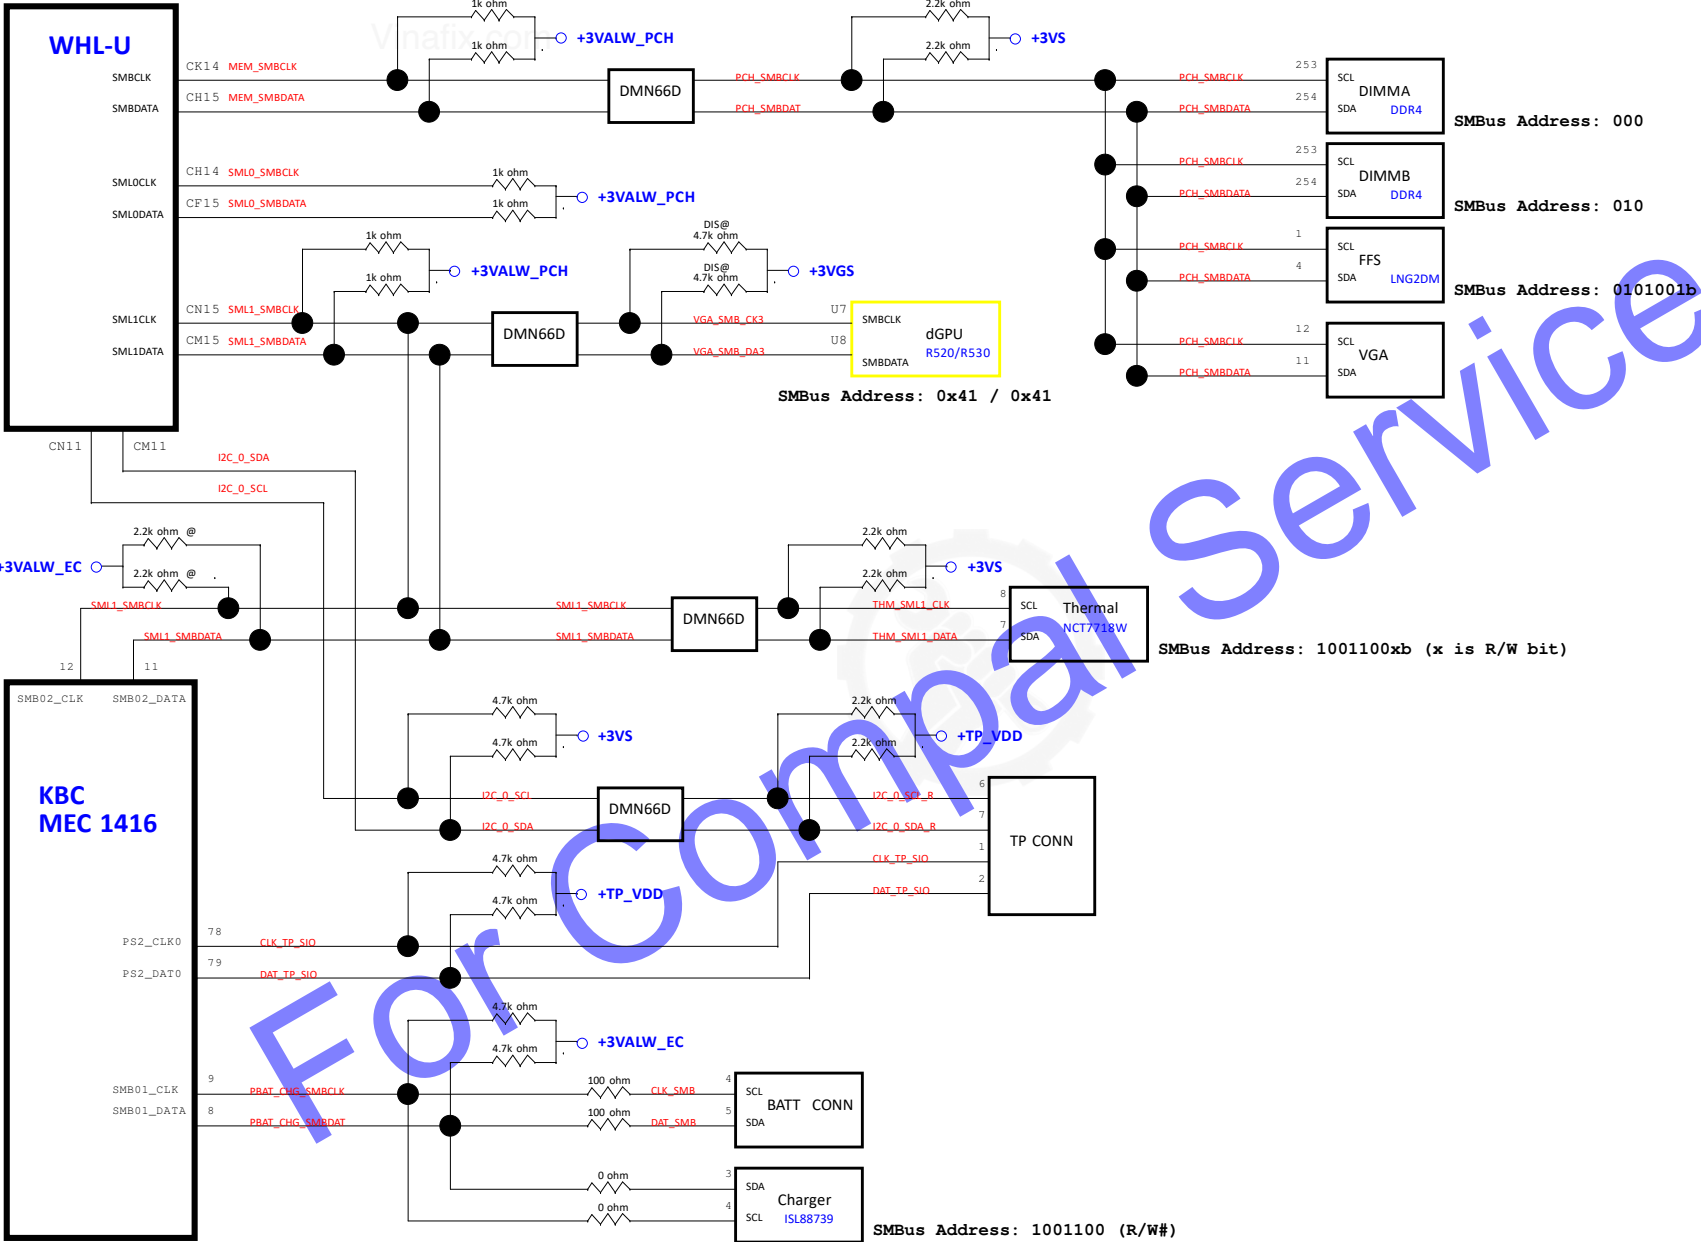 Vinafix.com
WHL-U
1k ohm
+3VALW_PCH
1k ohm
2.2k ohm
+3VS
2.2k ohm
SMBCLK
CK14 MEM_SMBCLK
SMBDATA
CH15 MEM_SMBDATA
DMN66D
PCH_SMBCLK
PCH_SMBDAT
PCH_SMBCLK
253
SCL
DIMMA
PCH_SMBDATA
254
SDA
DDR4
SMBus Address: 000
PCH_SMBCLK
253
SCL
DIMMB
PCH_SMBDATA
254
SDA
DDR4
SMBus Address: 010
PCH_SMBCLK
1
SCL
FFS
PCH_SMBDATA
4
SDA
LNG2DM
SMBus Address: 0101001b
PCH_SMBCLK
12
SCL
VGA
PCH_SMBDATA
11
SDA
SML0CLK
CH14 SML0_SMBCLK
1k ohm
+3VALW_PCH
SML0DATA
CF15 SML0_SMBDATA
1k ohm
1k ohm
+3VALW_PCH
1k ohm
DIS@
4.7k ohm
+3VGS
DIS@
4.7k ohm
SML1CLK
CN15 SML1_SMBCLK
SML1DATA
CM15 SML1_SMBDATA
DMN66D
VGA_SMB_CK3
U7
SMBCLK
dGPU
R520/R530
VGA_SMB_DA3
U8
SMBDATA
SMBus Address: 0x41 / 0x41
CN11
CM11
I2C_0_SDA
I2C_0_SCL
2.2k ohm @
+3VALW_EC
2.2k ohm @
2.2k ohm
+3VS
2.2k ohm
SML1_SMBCLK
SML1_SMBCLK
SML1_SMBDATA
SML1_SMBDATA
DMN66D
THM_SML1_CLK
8
SCL
Thermal
NCT7718W
THM_SML1_DATA
7
SDA
SMBus Address: 1001100xb (x is R/W bit)
12
11
SMB02_CLK
SMB02_DATA
KBC
MEC 1416
4.7k ohm
+3VS
4.7k ohm
2.2k ohm
+TP_VDD
2.2k ohm
I2C_0_SCL
I2C_0_SDA
DMN66D
I2C_0_SCL_R
6
I2C_0_SDA_R
7
CLK_TP_SIO
1
DAT_TP_SIO
2
TP CONN
4.7k ohm
+TP_VDD
4.7k ohm
PS2_CLK0
78
CLK_TP_SIO
PS2_DAT0
79
DAT_TP_SIO
4.7k ohm
+3VALW_EC
4.7k ohm
SMB01_CLK
9
PBAT_CHG_SMBCLK
100 ohm
CLK_SMB
4
SCL
BATT CONN
SMB01_DATA
8
PBAT_CHG_SMBDAT
100 ohm
DAT_SMB
5
SDA
0 ohm
3
SDA
Charger
ISL88739
0 ohm
4
SCL
SMBus Address: 1001100 (R/W#)
For Compal Service